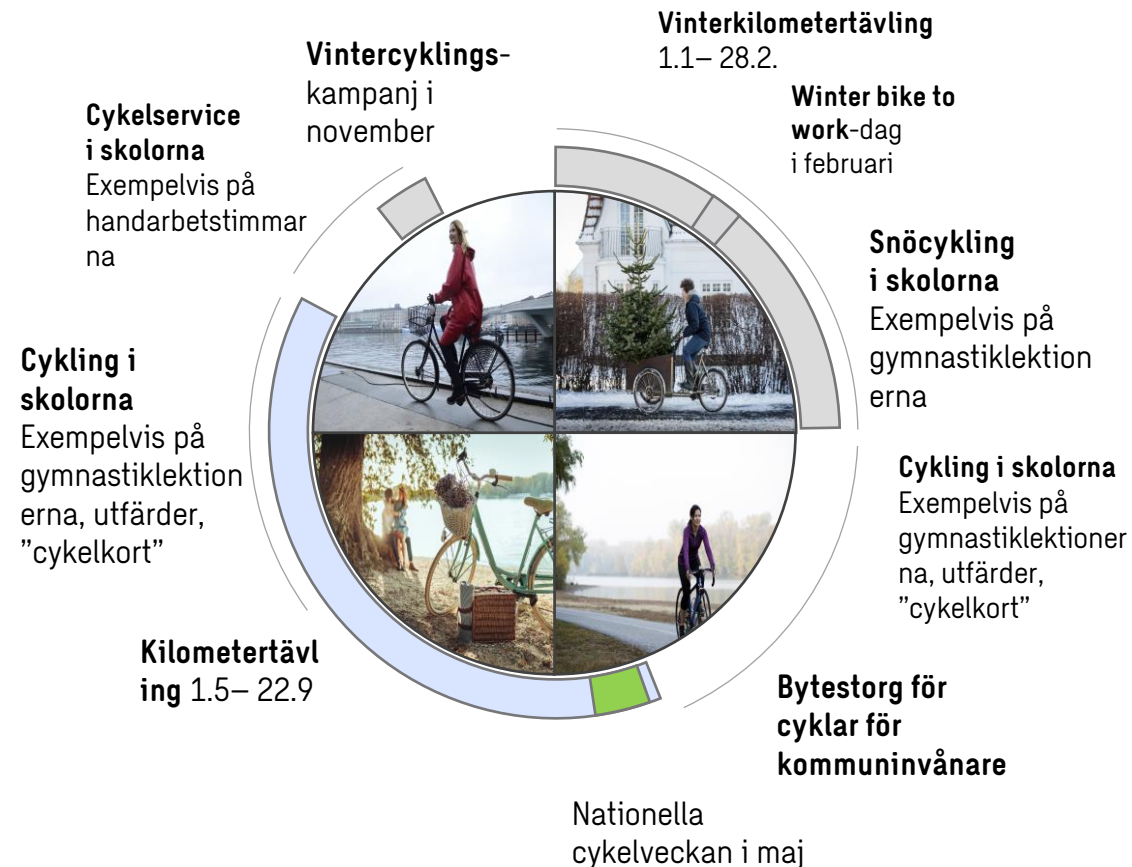 Vinterkilometertävling
1.1– 28.2.
Winter bike to
work-dag
i februari
Snöcykling
i skolorna
Exempelvis på
gymnastiklektion
erna
Cykling i skolorna
Exempelvis på
gymnastiklektioner
na, utfärder,
”cykelkort”
Bytestorg för
cyklar för
kommuninvånare
Nationella
cykelveckan i maj
Kilometertävl
ing 1.5– 22.9
Cykling i
skolorna
Exempelvis på
gymnastiklektion
erna, utfärder,
”cykelkort”
Cykelservice
i skolorna
Exempelvis på
handarbetstimmar
na
Vintercyklings-
kampanj i
november